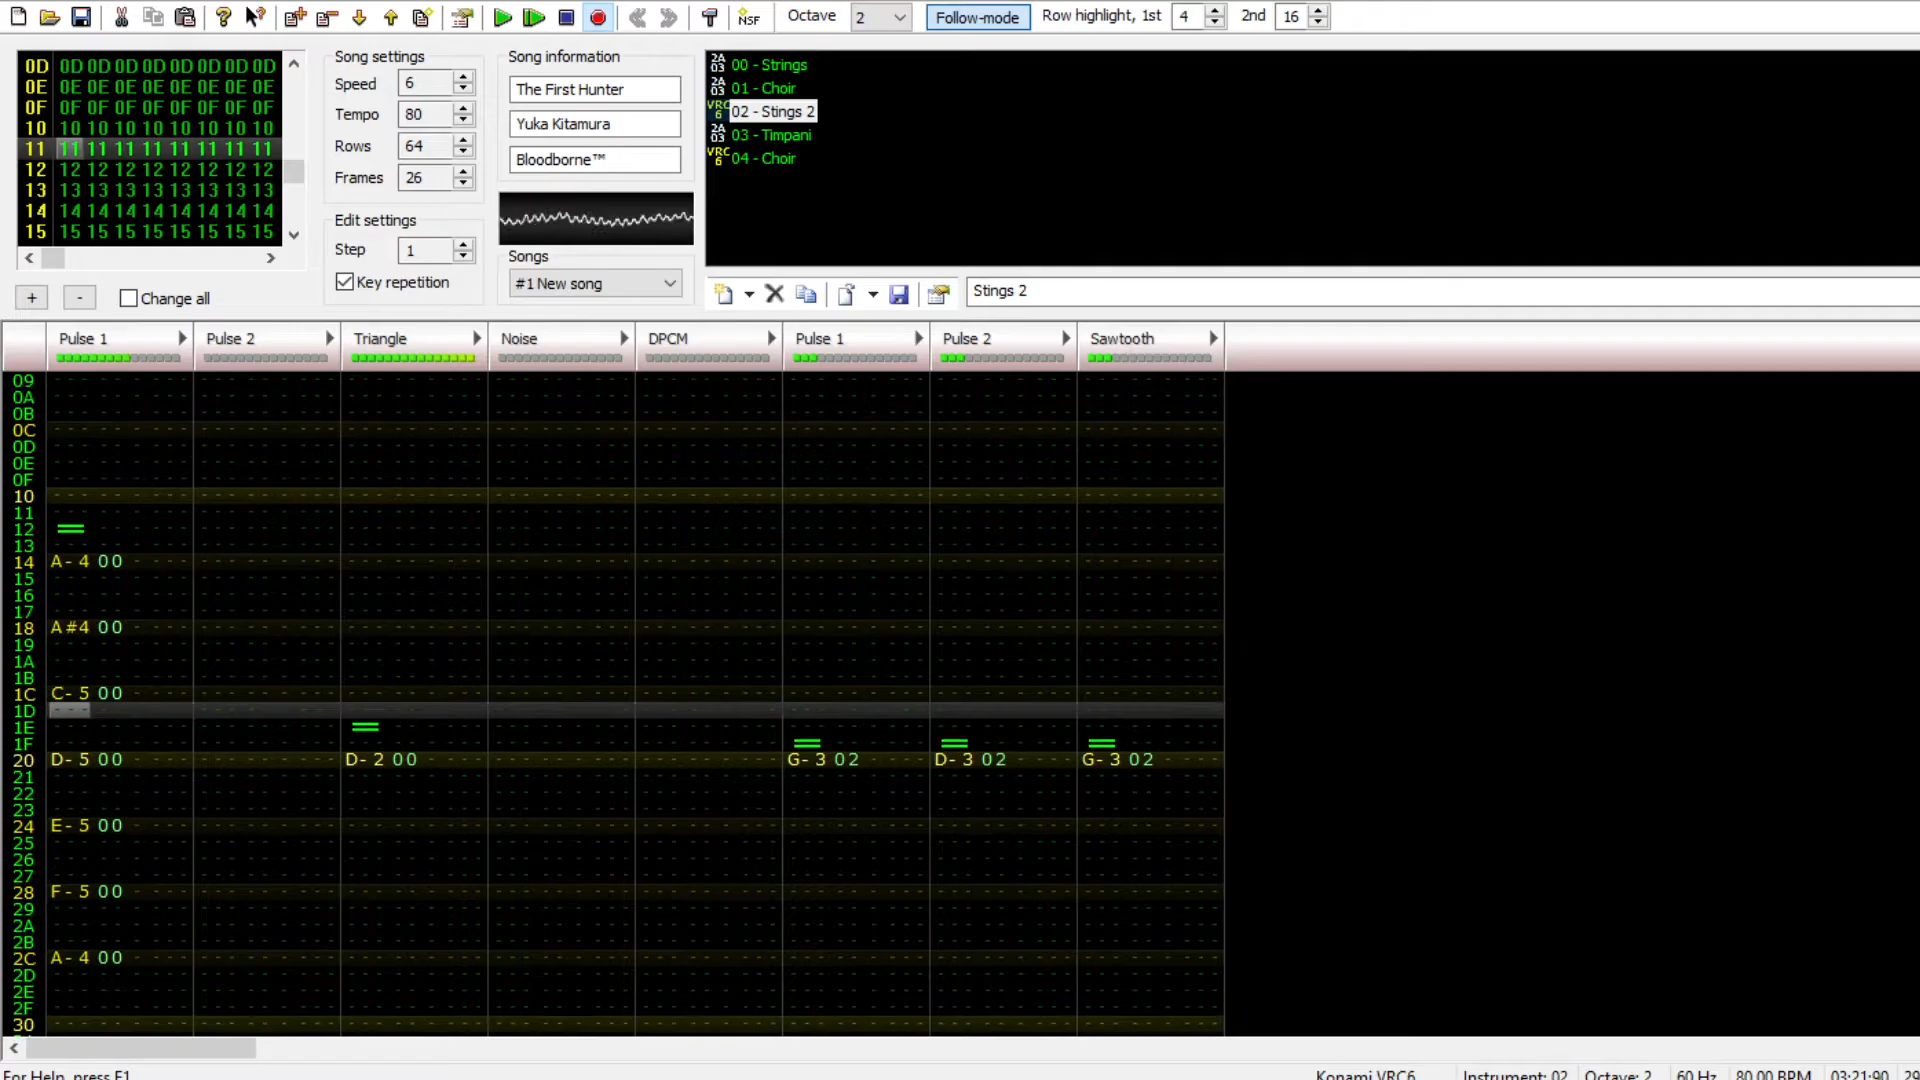 NSF Octave 2 Follow-mode Row highlight, 1st 4 2nd 16
0D 0D 0D 0D 0D 0D 0D 0D 0D
0E 0E 0E 0E 0E 0E 0E 0E 0E
0F 0F 0F 0F 0F 0F 0F 0F 0F
10 10 10 10 10 10 10 10 10
11 11 11 11 11 11 11 11 11
12 12 12 12 12 12 12 12 12
13 13 13 13 13 13 13 13 13
14 14 14 14 14 14 14 14 14
15 15 15 15 15 15 15 15 15
+ - Change all
Song settings
Speed 6
Tempo 80
Rows 64
Frames 26
Edit settings
Step 1
Key repetition
Song information
The First Hunter
Yuka Kitamura
Bloodborne™
Songs
#1 New song
2A03 00 - Strings
2A03 01 - Choir
VRC6 02 - Stings 2
2A03 03 - Timpani
VRC6 04 - Choir
Stings 2
Pulse 1 Pulse 2 Triangle Noise DPCM Pulse 1 Pulse 2 Sawtooth
09
0A
0B
0C
0D
0E
0F
10
11
12
13
14 A-4 00
15
16
17
18 A#4 00
19
1A
1B
1C C-5 00
1D
1E
1F
20 D-5 00 D-2 00 G-3 02 D-3 02 G-3 02
21
22
23
24 E-5 00
25
26
27
28 F-5 00
29
2A
2B
2C A-4 00
2D
2E
2F
30
For Help, press F1 Konami VRC6 Instrument: 02 Octave: 2 60 Hz 80.00 BPM 03:21:90